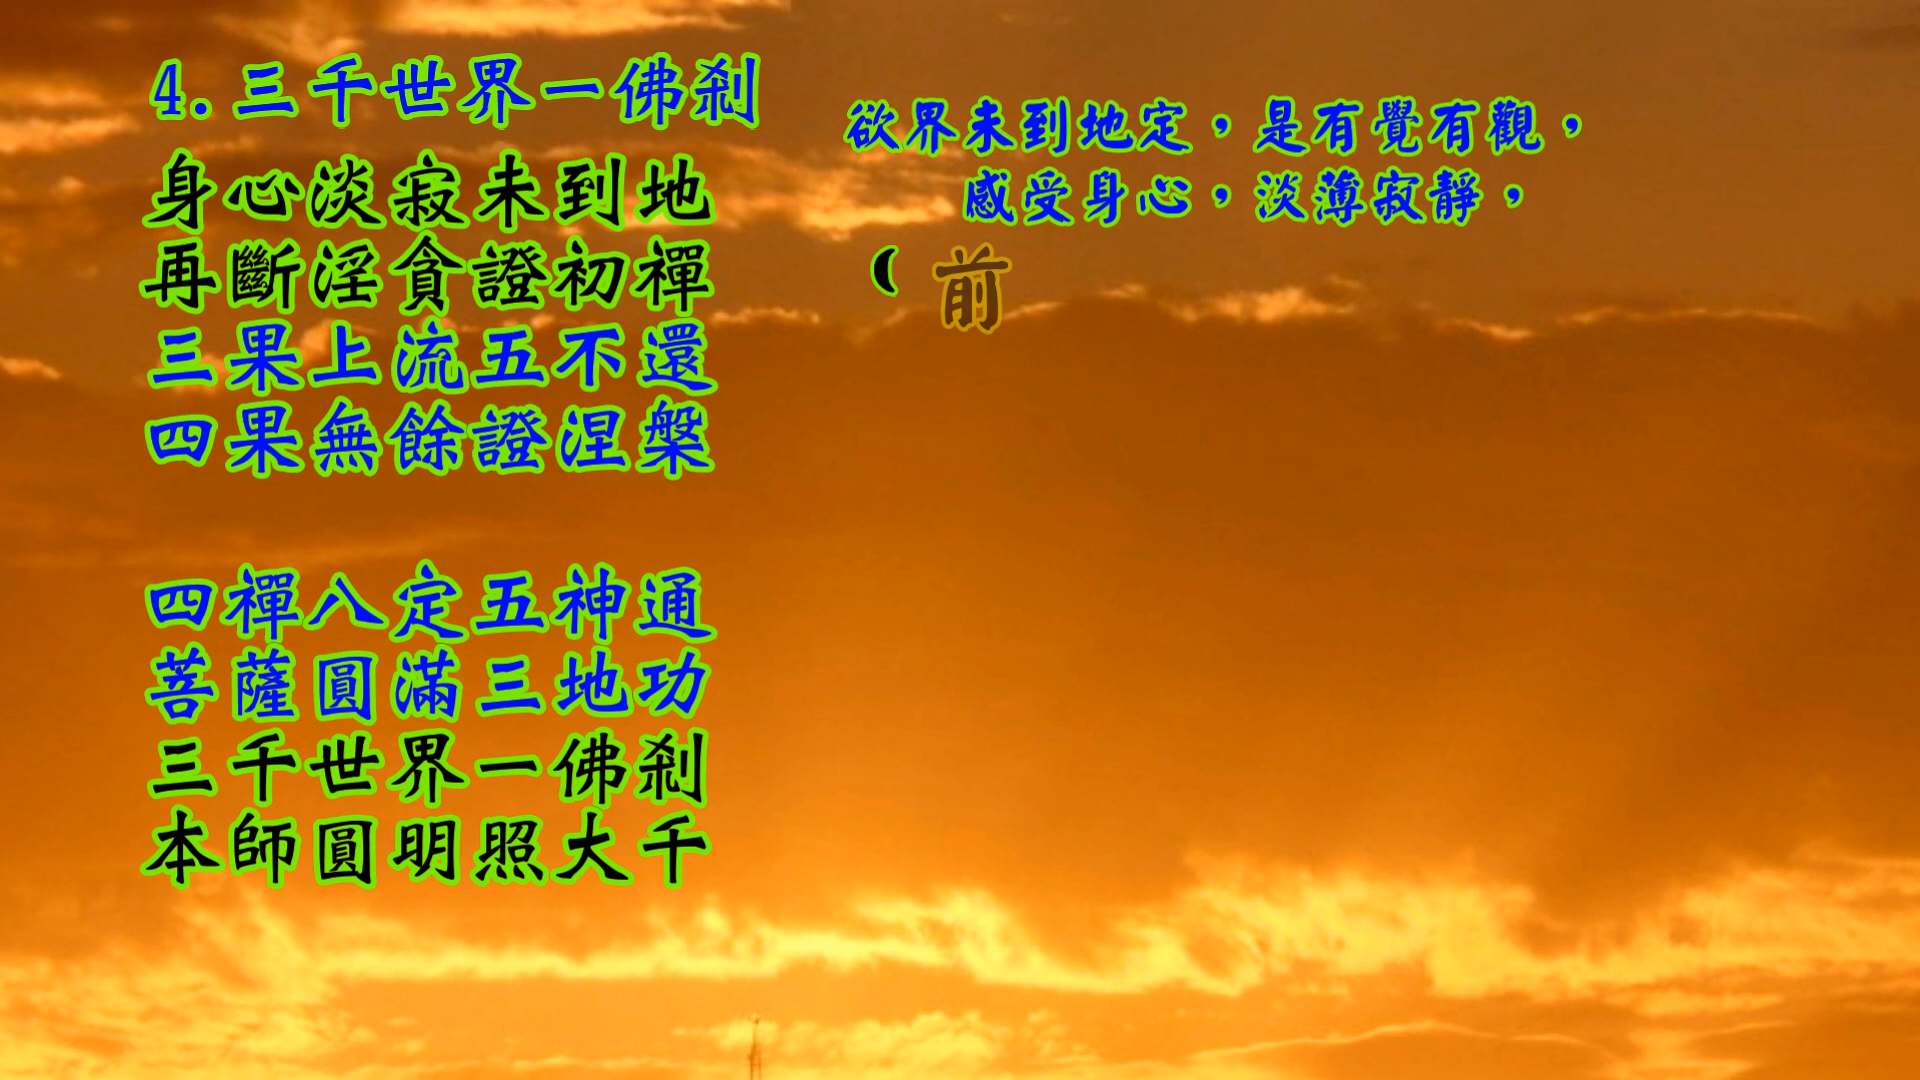 4.三千世界一佛剎
身心淡寂未到地
再斷淫貪證初禪
三果上流五不還
四果無餘證涅槃
四禪八定五神通
菩薩圓滿三地功
三千世界一佛剎
本師圓明照大千
欲界未到地定，是有覺有觀，
感受身心，淡薄寂靜，
（前